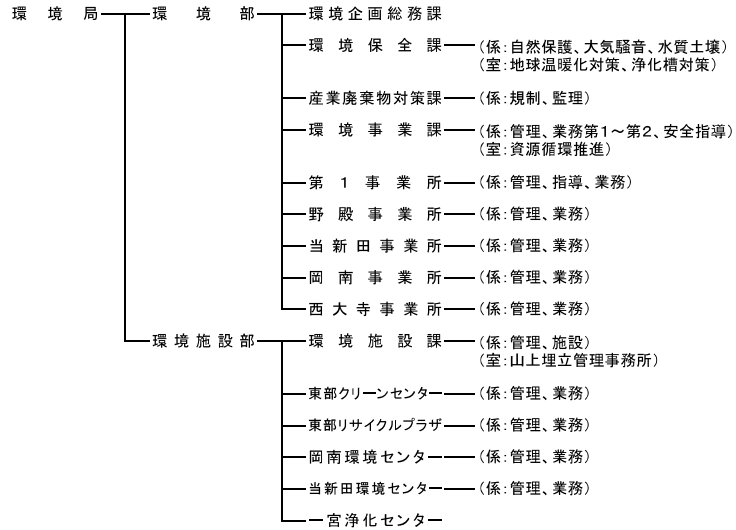 環境局 環境部 環境企画総務課
環境保全課 (係:自然保護、大気騒音、水質土壌)
(室:地球温暖化対策、浄化槽対策)
産業廃棄物対策課 (係:規制、監理)
環境事業課 (係:管理、業務第1～第2、安全指導)
(室:資源循環推進)
第1事業所 (係:管理、指導、業務)
野殿事業所 (係:管理、業務)
当新田事業所 (係:管理、業務)
岡南事業所 (係:管理、業務)
西大寺事業所 (係:管理、業務)
環境施設部 環境施設課 (係:管理、施設)
(室:山上埋立管理事務所)
東部クリーンセンター (係:管理、業務)
東部リサイクルプラザ (係:管理、業務)
岡南環境センター (係:管理、業務)
当新田環境センター (係:管理、業務)
一宮浄化センター